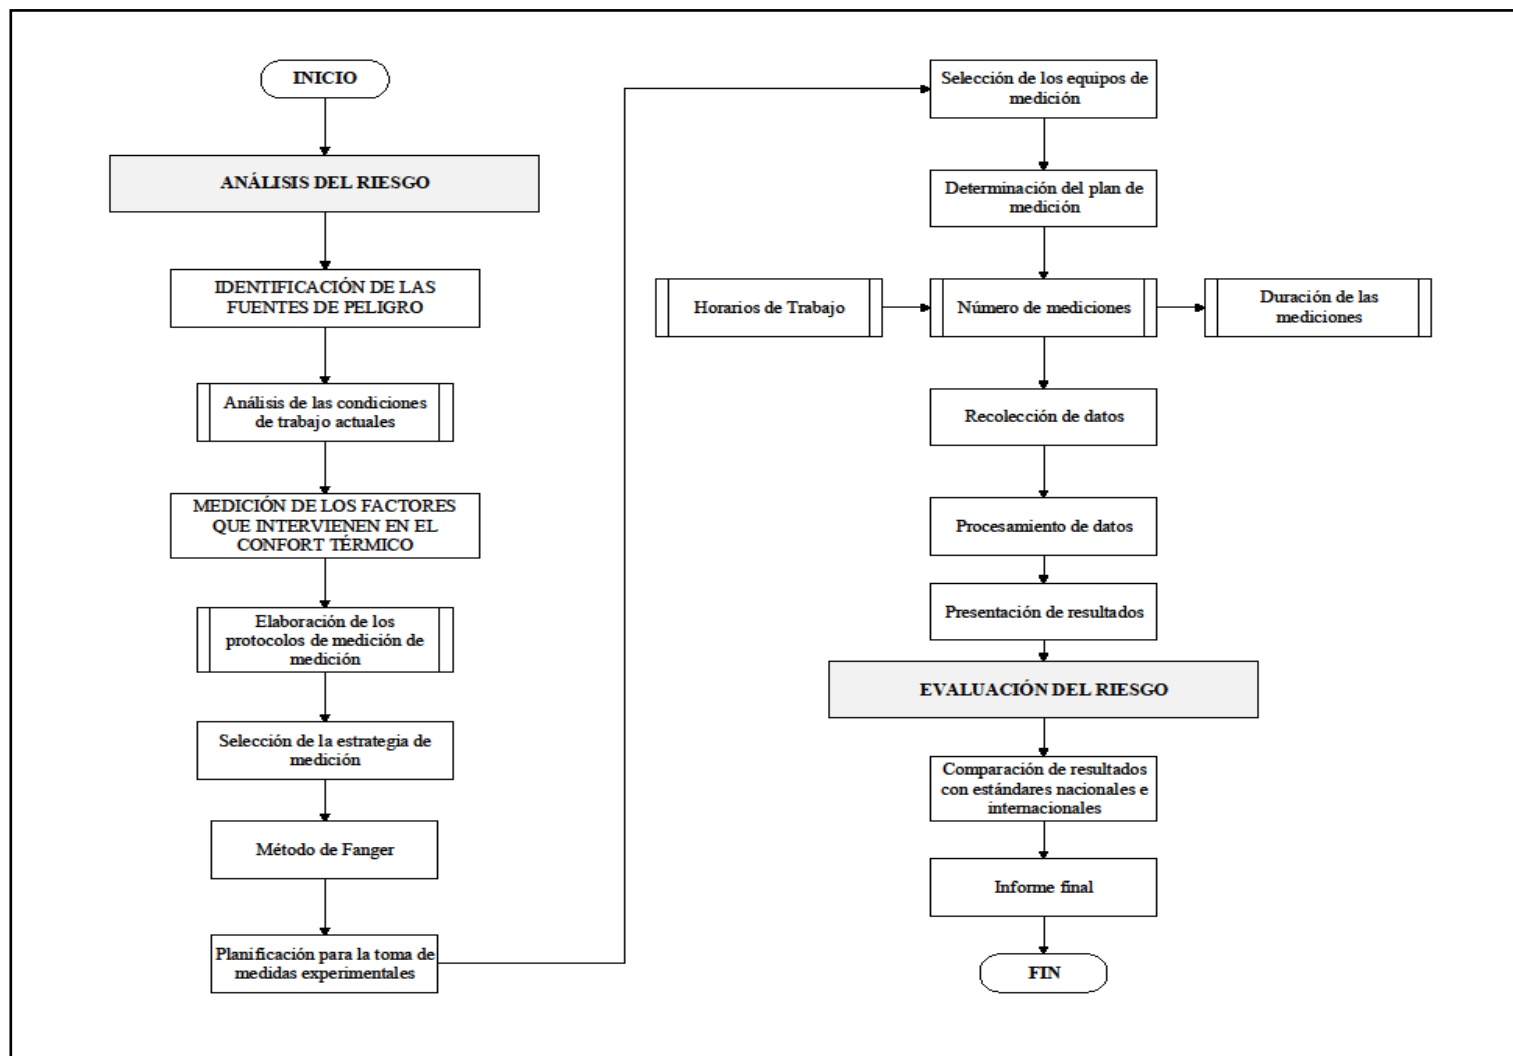 INICIO
ANÁLISIS DEL RIESGO
IDENTIFICACIÓN DE LAS
FUENTES DE PELIGRO
Análisis de las condiciones
de trabajo actuales
MEDICIÓN DE LOS FACTORES
QUE INTERVIENEN EN EL
CONFORT TÉRMICO
Elaboración de los
protocolos de medición de
medición
Selección de la estrategia de
medición
Método de Fanger
Planificación para la toma de
medidas experimentales
Selección de los equipos de
medición
Determinación del plan de
medición
Horarios de Trabajo
Número de mediciones
Duración de las
mediciones
Recolección de datos
Procesamiento de datos
Presentación de resultados
EVALUACIÓN DEL RIESGO
Comparación de resultados
con estándares nacionales e
internacionales
Informe final
FIN